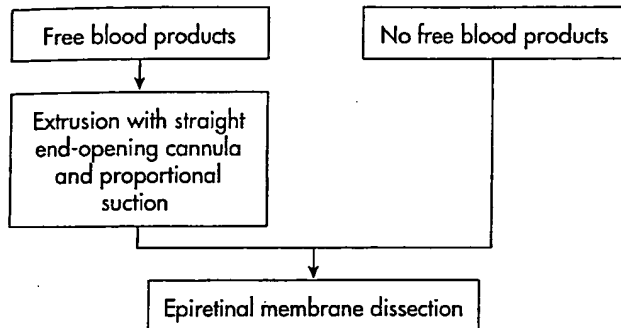 Free blood products
No free blood products
Extrusion with straight
end-opening cannula
and proportional
suction
Epiretinal membrane dissection